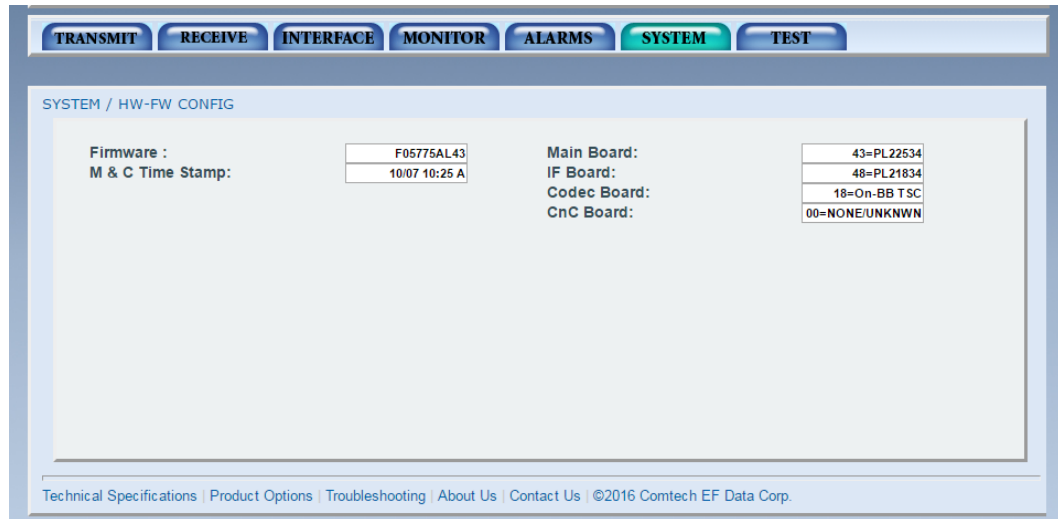 TRANSMIT RECEIVE INTERFACE MONITOR ALARMS SYSTEM TEST
SYSTEM / HW-FW CONFIG
Firmware : F05775AL43 Main Board: 43=PL22534
M & C Time Stamp: 10/07 10:25 A IF Board: 48=PL21834
Codec Board: 18=On-BB TSC
CnC Board: 00=NONE/UNKNWN
Technical Specifications | Product Options | Troubleshooting | About Us | Contact Us | ©2016 Comtech EF Data Corp.